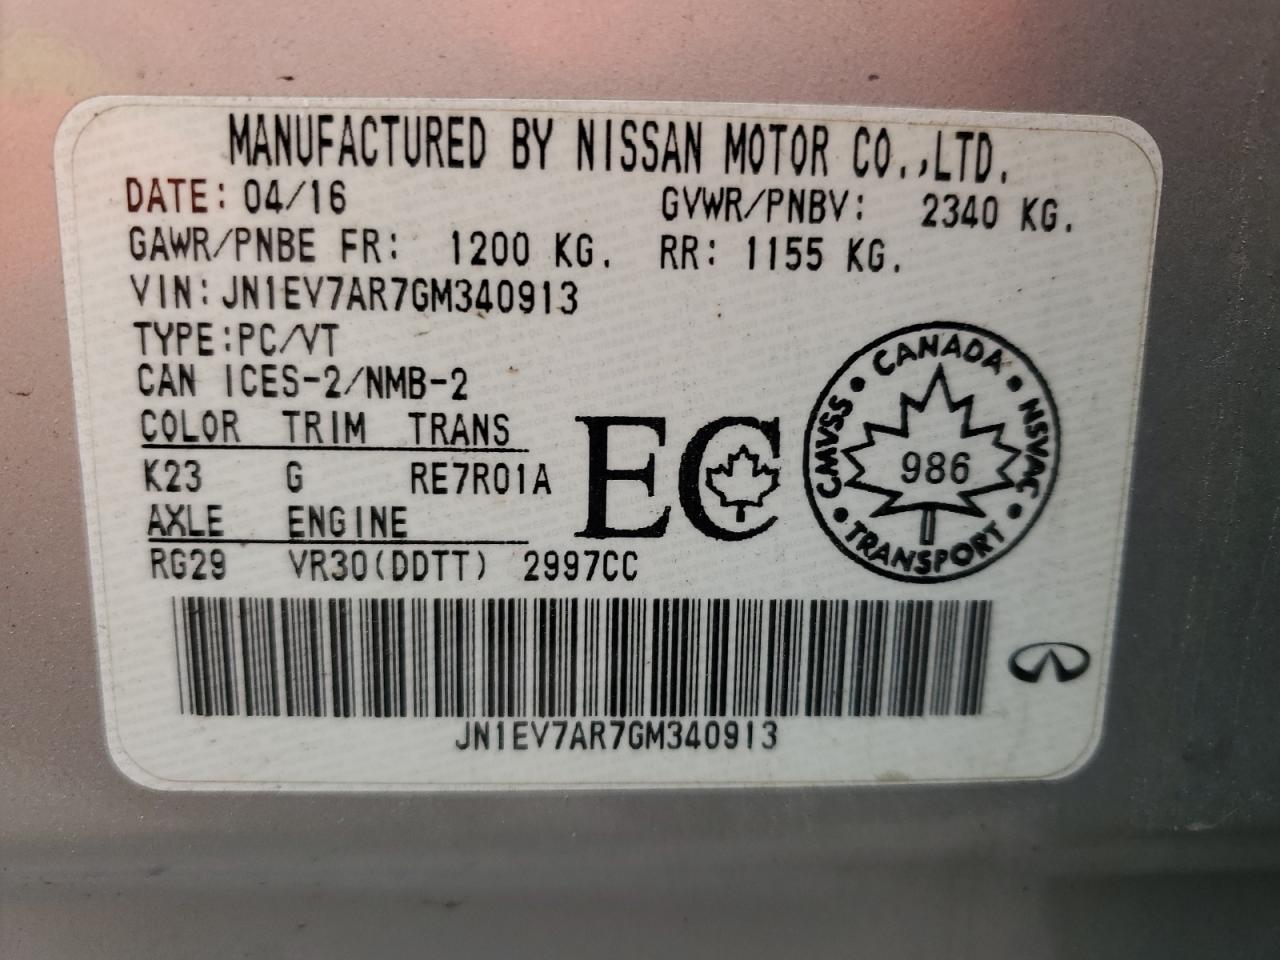 MANUFACTURED BY NISSAN MOTOR CO.,LTD.
DATE: 04/16 GVWR/PNBV: 2340 KG.
GAWR/PNBE FR: 1200 KG. RR: 1155 KG.
VIN: JN1EV7AR7GM340913
TYPE: PC/VT
CAN ICES-2/NMB-2
COLOR TRIM TRANS
K23 G RE7R01A
AXLE ENGINE
RG29 VR30(DDTT) 2997CC
EC
CANADA • NSVAC • TRANSPORT • CMVSS •
986
JN1EV7AR7GM340913